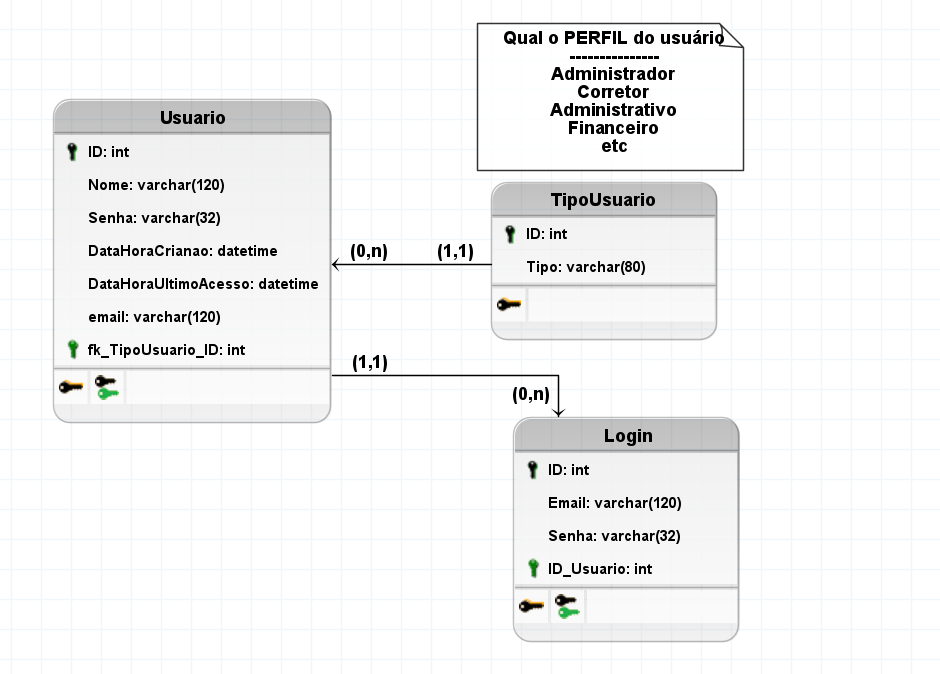 Qual o PERFIL do usuário
---------------
Administrador
Corretor
Administrativo
Financeiro
etc
Usuario
ID: int
Nome: varchar(120)
Senha: varchar(32)
DataHoraCrianao: datetime
DataHoraUltimoAcesso: datetime
email: varchar(120)
fk_TipoUsuario_ID: int
(0,n)
(1,1)
TipoUsuario
ID: int
Tipo: varchar(80)
(1,1)
(0,n)
Login
ID: int
Email: varchar(120)
Senha: varchar(32)
ID_Usuario: int